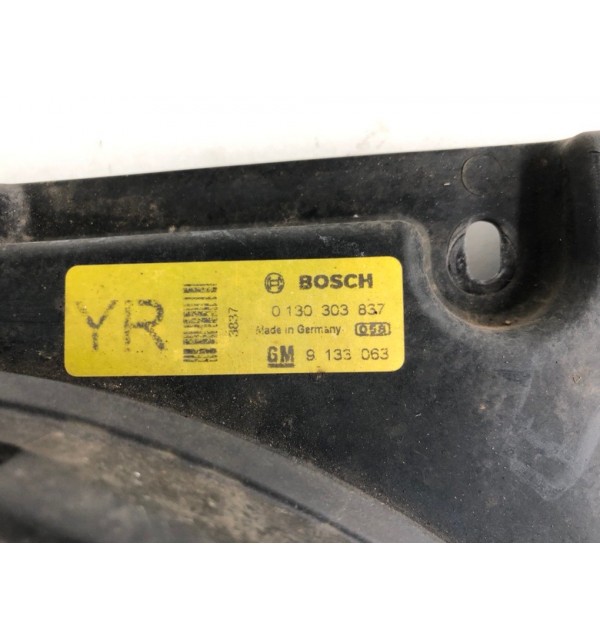 YR
3837
BOSCH
0 130 303 837
Made in Germany 058
GM 9 133 063